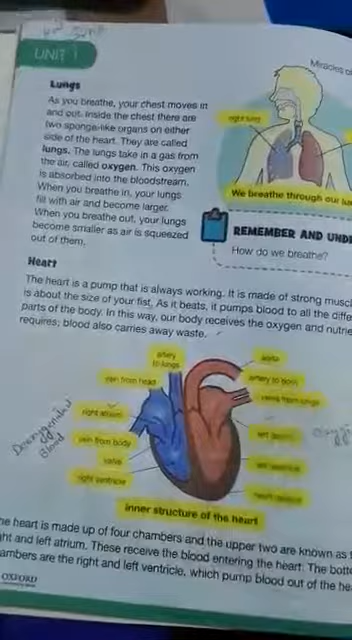 UNIT 1
Miracles of
Lungs
As you breathe, your chest moves in
and out. Inside the chest there are
two sponge-like organs on either
side of the heart. They are called
lungs. The lungs take in a gas from
the air, called oxygen. This oxygen
is absorbed into the bloodstream.
When you breathe in, your lungs
fill with air and become larger.
When you breathe out, your lungs
become smaller as air is squeezed
out of them.
right lung
We breathe through our lun
REMEMBER AND UND
How do we breathe?
Heart
The heart is a pump that is always working. It is made of strong muscl
is about the size of your fist. As it beats, it pumps blood to all the diffe
parts of the body. In this way, our body receives the oxygen and nutrie
requires; blood also carries away waste.
artery
to lungs
aorta
vein from head
artery to body
veins from lungs
right atrium
Deoxygenated
Blood
vein from body
left
valve
left ventricle
right ventricle
inner structure of the heart
he heart is made up of four chambers and the upper two are known as t
ht and left atrium. These receive the blood entering the heart. The botto
ambers are the right and left ventricle, which pump blood out of the hea
OXFORD